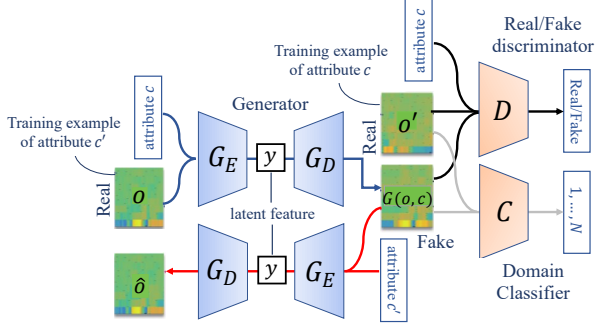 Training example
of attribute c
attribute c
Real/Fake
discriminator
Training example
of attribute c'
attribute c
Generator
Real
o'
D
Real/Fake
G_E
y
G_D
Real
o
latent feature
G(o, c)
Fake
C
1, ..., N
ô
G_D
y
G_E
attribute c'
Domain
Classifier